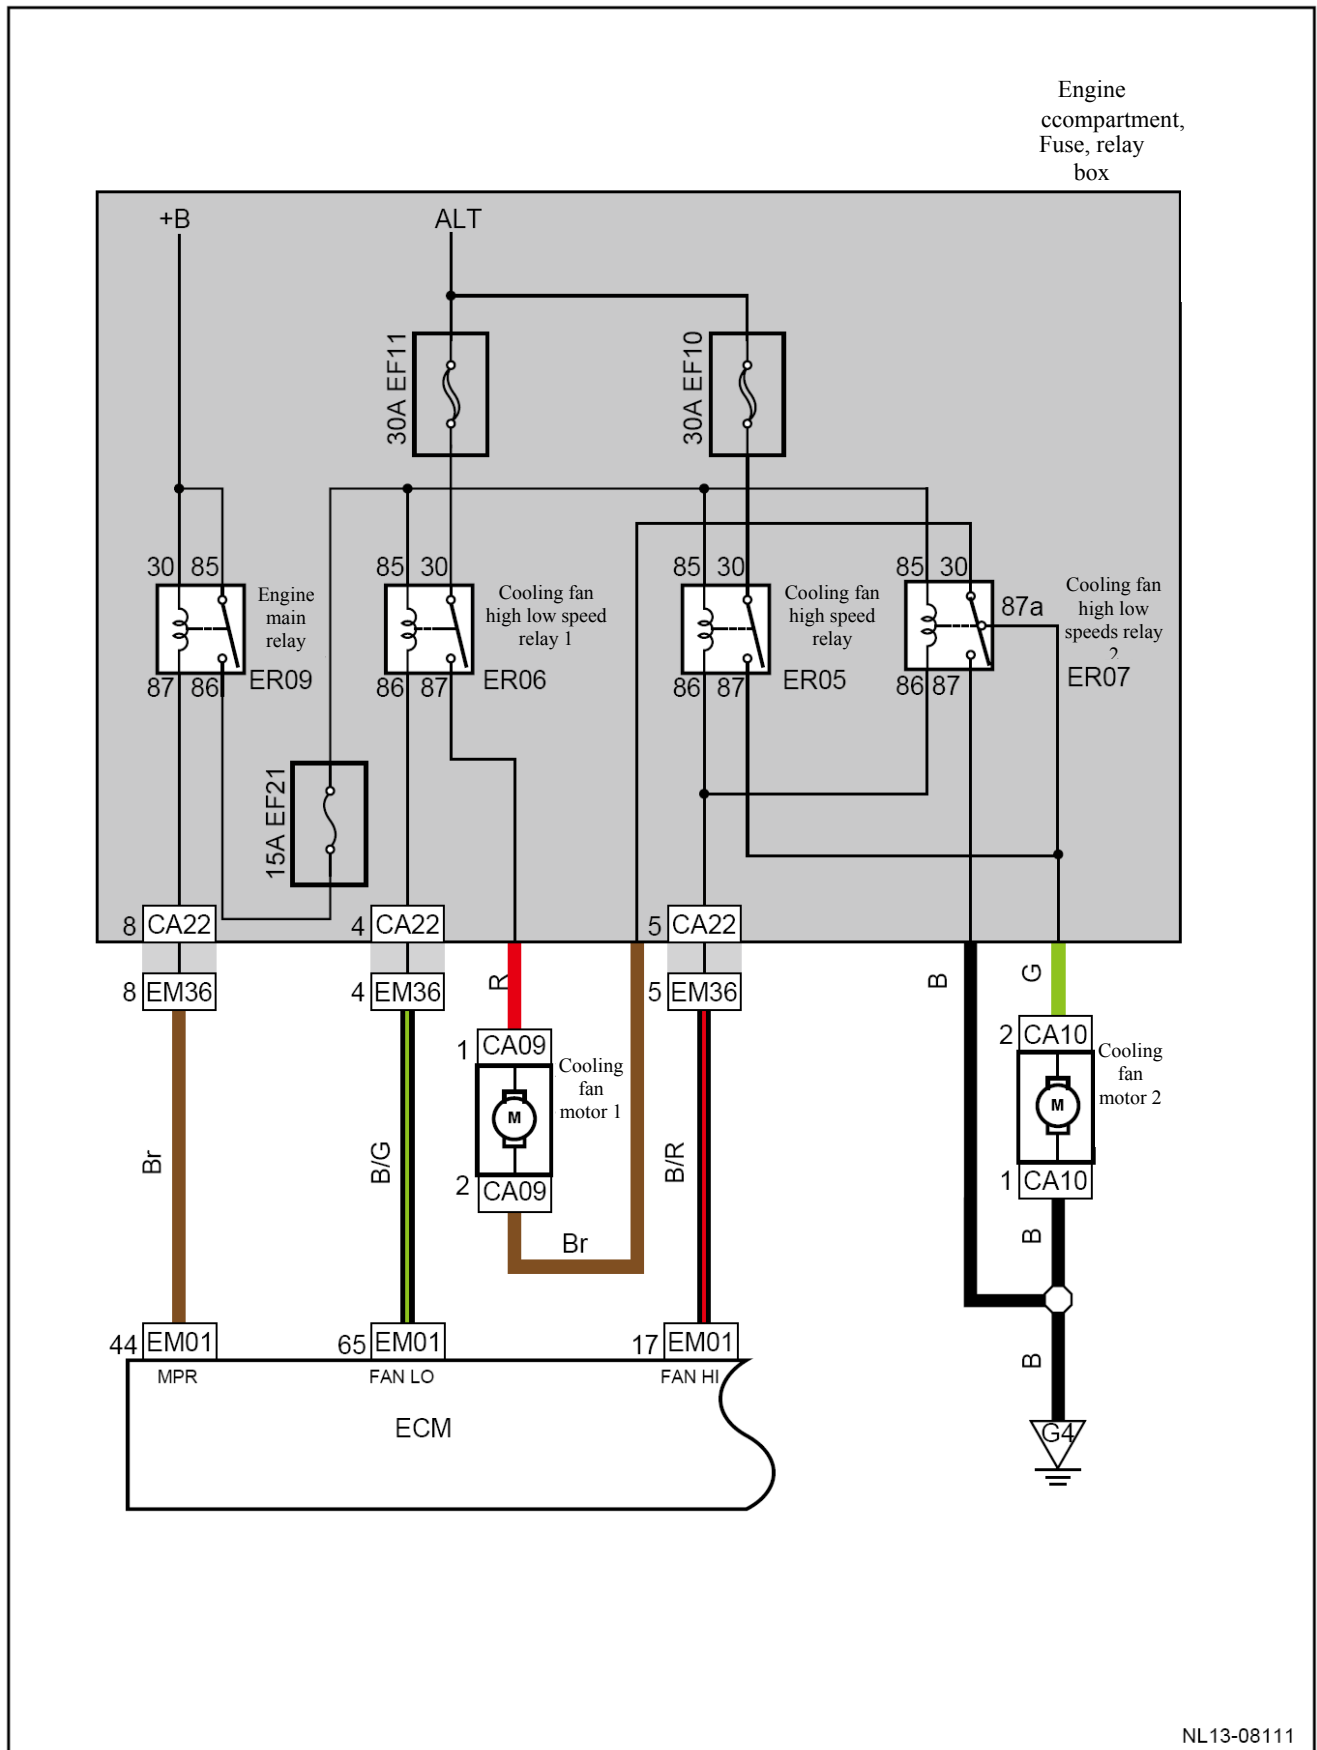 Engine
ccompartment,
Fuse, relay
box
+B
ALT
30A EF11
30A EF10
30 85
85 30
85 30
85 30
Engine
main
relay
Cooling fan
high low speed
relay 1
Cooling fan
high speed
relay
87a
Cooling fan
high low
speeds relay
2
87 86
ER09
86 87
ER06
86 87
ER05
86 87
ER07
15A EF21
8 CA22
4 CA22
5 CA22
8 EM36
4 EM36
R
5 EM36
B
G
1 CA09
Cooling
fan
motor 1
M
2 CA09
2 CA10
Cooling
fan
motor 2
M
1 CA10
Br
B/G
B/R
Br
B
B
44 EM01
65 EM01
17 EM01
MPR
FAN LO
FAN HI
ECM
G4
NL13-08111